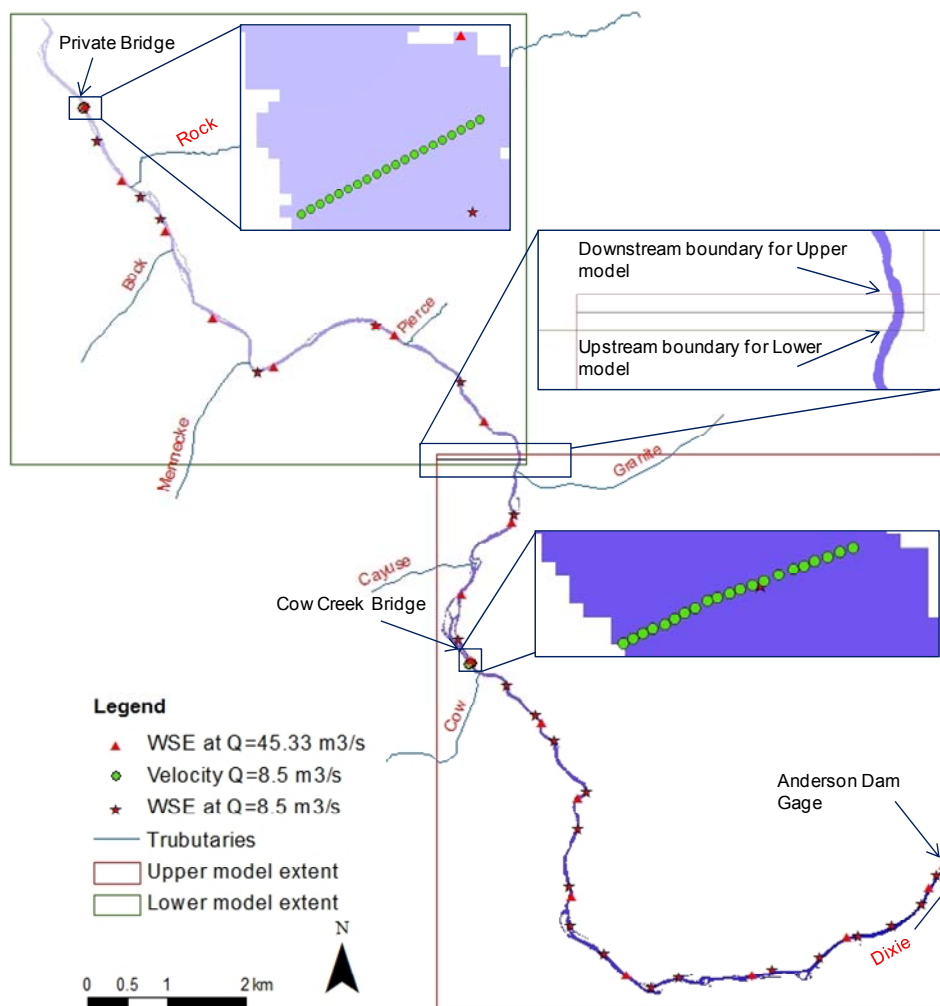 Private Bridge
Rock
Bock
Pierce
Mennecke
Downstream boundary for Upper
model
Upstream boundary for Lower
model
Granite
Cayuse
Cow Creek Bridge
Cow
Legend
WSE at Q=45.33 m3/s
Velocity Q=8.5 m3/s
WSE at Q=8.5 m3/s
Trubutaries
Upper model extent
Lower model extent
N
0 0.5 1 2 km
Anderson Dam
Gage
Dixie